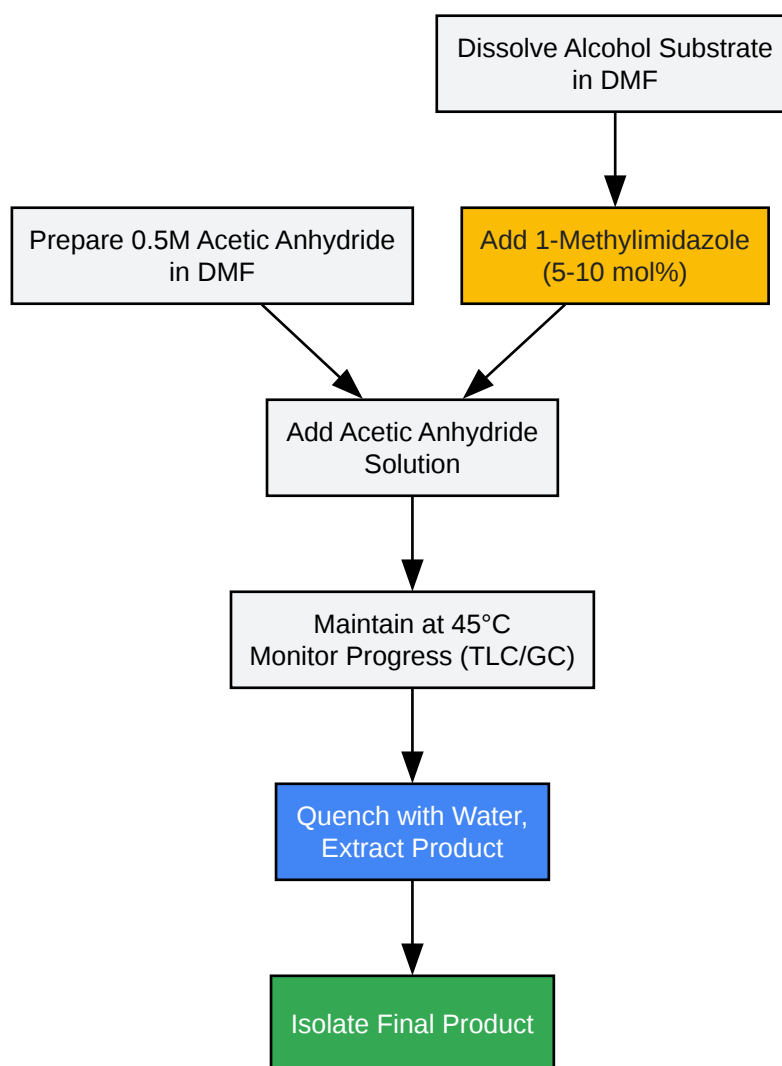 Dissolve Alcohol Substrate
in DMF
Prepare 0.5M Acetic Anhydride
in DMF
Add 1-Methylimidazole
(5-10 mol%)
Add Acetic Anhydride
Solution
Maintain at 45°C
Monitor Progress (TLC/GC)
Quench with Water,
Extract Product
Isolate Final Product